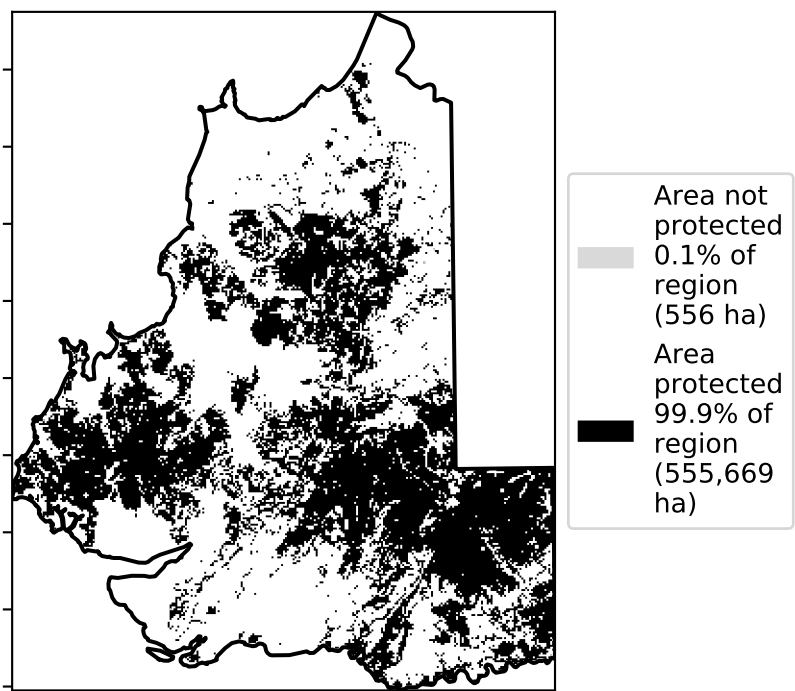 Area not
protected
0.1% of
region
(556 ha)
Area
protected
99.9% of
region
(555,669
ha)